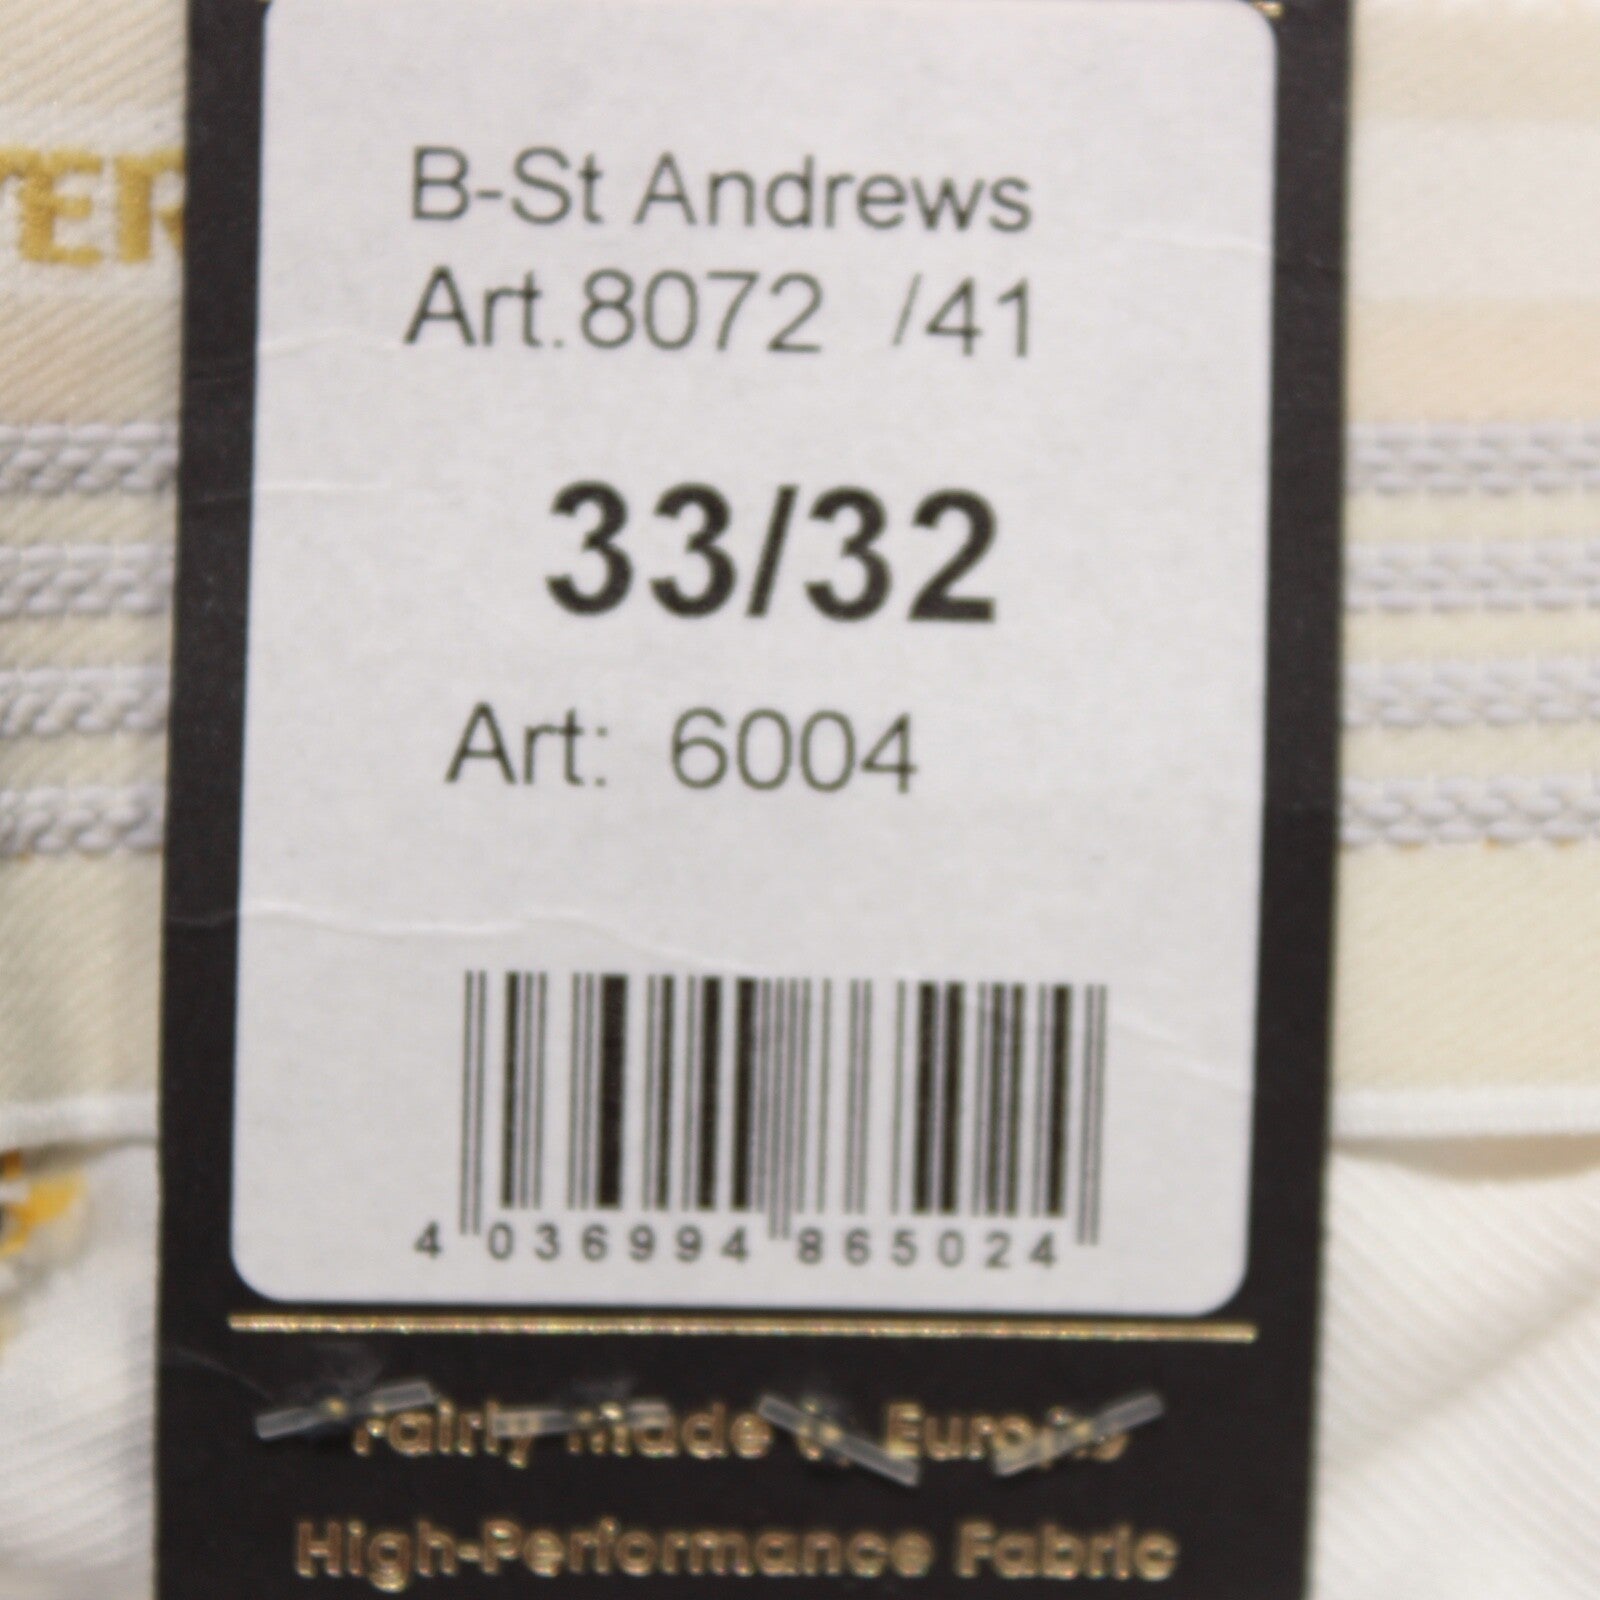 TER
B-St Andrews
Art.8072 /41
33/32
Art: 6004
4 036994 865024
Fairly Made in Europe
High-Performance Fabric